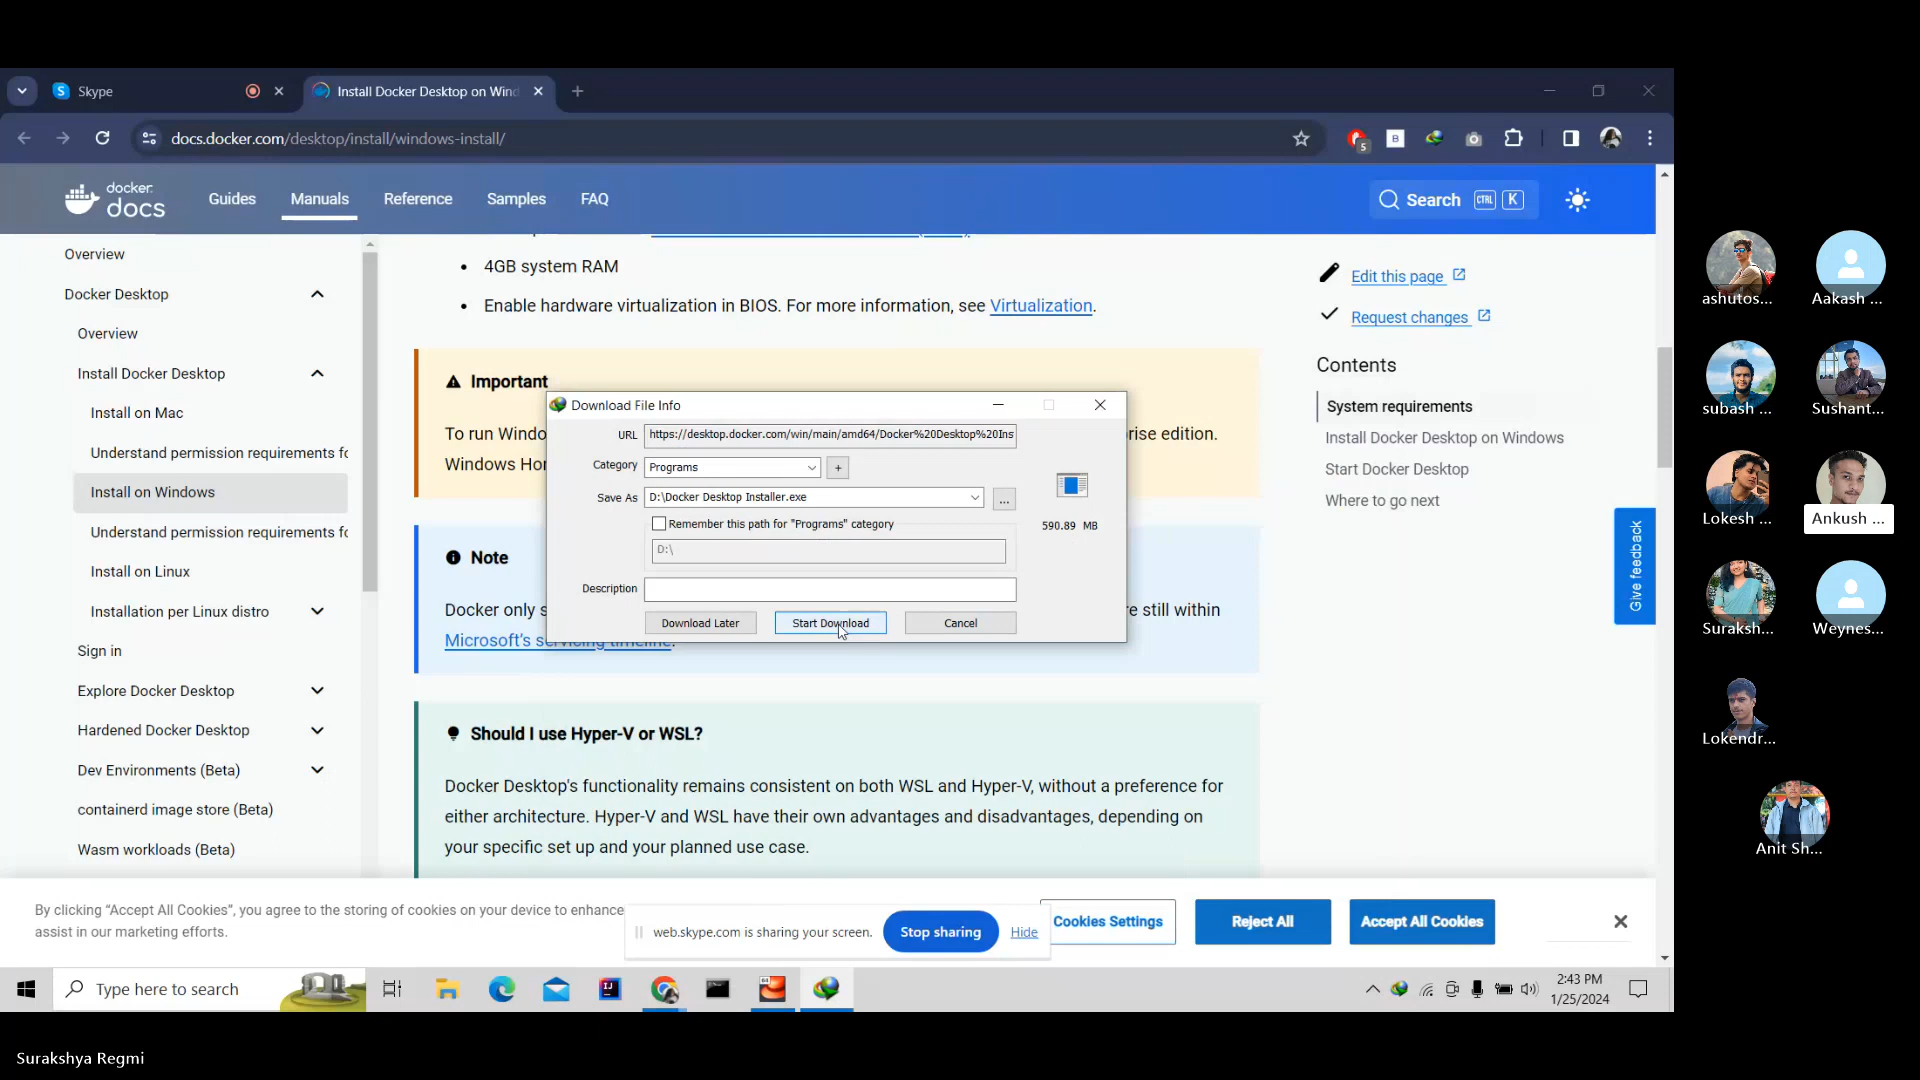 Skype
Install Docker Desktop on Wind
docs.docker.com/desktop/install/windows-install/
5
B
docker
docs
Guides
Manuals
Reference
Samples
FAQ
Search
CTRL
K
Overview
Docker Desktop
Overview
Install Docker Desktop
Install on Mac
Understand permission requirements fo
Install on Windows
Understand permission requirements fo
Install on Linux
Installation per Linux distro
Sign in
Explore Docker Desktop
Hardened Docker Desktop
Dev Environments (Beta)
containerd image store (Beta)
Wasm workloads (Beta)
4GB system RAM
Enable hardware virtualization in BIOS. For more information, see Virtualization.
Important
To run Windo
rise edition.
Windows Hor
Note
Docker only s
e still within
Microsoft's servicing timeline.
Should I use Hyper-V or WSL?
Docker Desktop's functionality remains consistent on both WSL and Hyper-V, without a preference for
either architecture. Hyper-V and WSL have their own advantages and disadvantages, depending on
your specific set up and your planned use case.
Download File Info
URL
https://desktop.docker.com/win/main/amd64/Docker%20Desktop%20Ins
Category
Programs
+
Save As
D:\Docker Desktop Installer.exe
...
Remember this path for "Programs" category
D:\
590.89 MB
Description
Download Later
Start Download
Cancel
Edit this page
Request changes
Contents
System requirements
Install Docker Desktop on Windows
Start Docker Desktop
Where to go next
Give feedback
By clicking “Accept All Cookies”, you agree to the storing of cookies on your device to enhance
assist in our marketing efforts.
web.skype.com is sharing your screen.
Stop sharing
Hide
Cookies Settings
Reject All
Accept All Cookies
Type here to search
2:43 PM
1/25/2024
ashutos...
Aakash ...
subash ...
Sushant...
Lokesh ...
Ankush ...
Suraksh...
Weynes...
Lokendr...
Anit Sh...
Surakshya Regmi